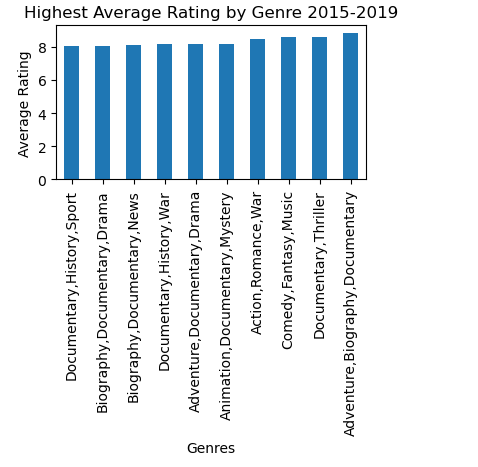 Highest Average Rating by Genre 2015-2019
Average Rating
8
6
4
2
0
Documentary,History,Sport
Biography,Documentary,Drama
Biography,Documentary,News
Documentary,History,War
Adventure,Documentary,Drama
Animation,Documentary,Mystery
Action,Romance,War
Comedy,Fantasy,Music
Documentary,Thriller
Adventure,Biography,Documentary
Genres